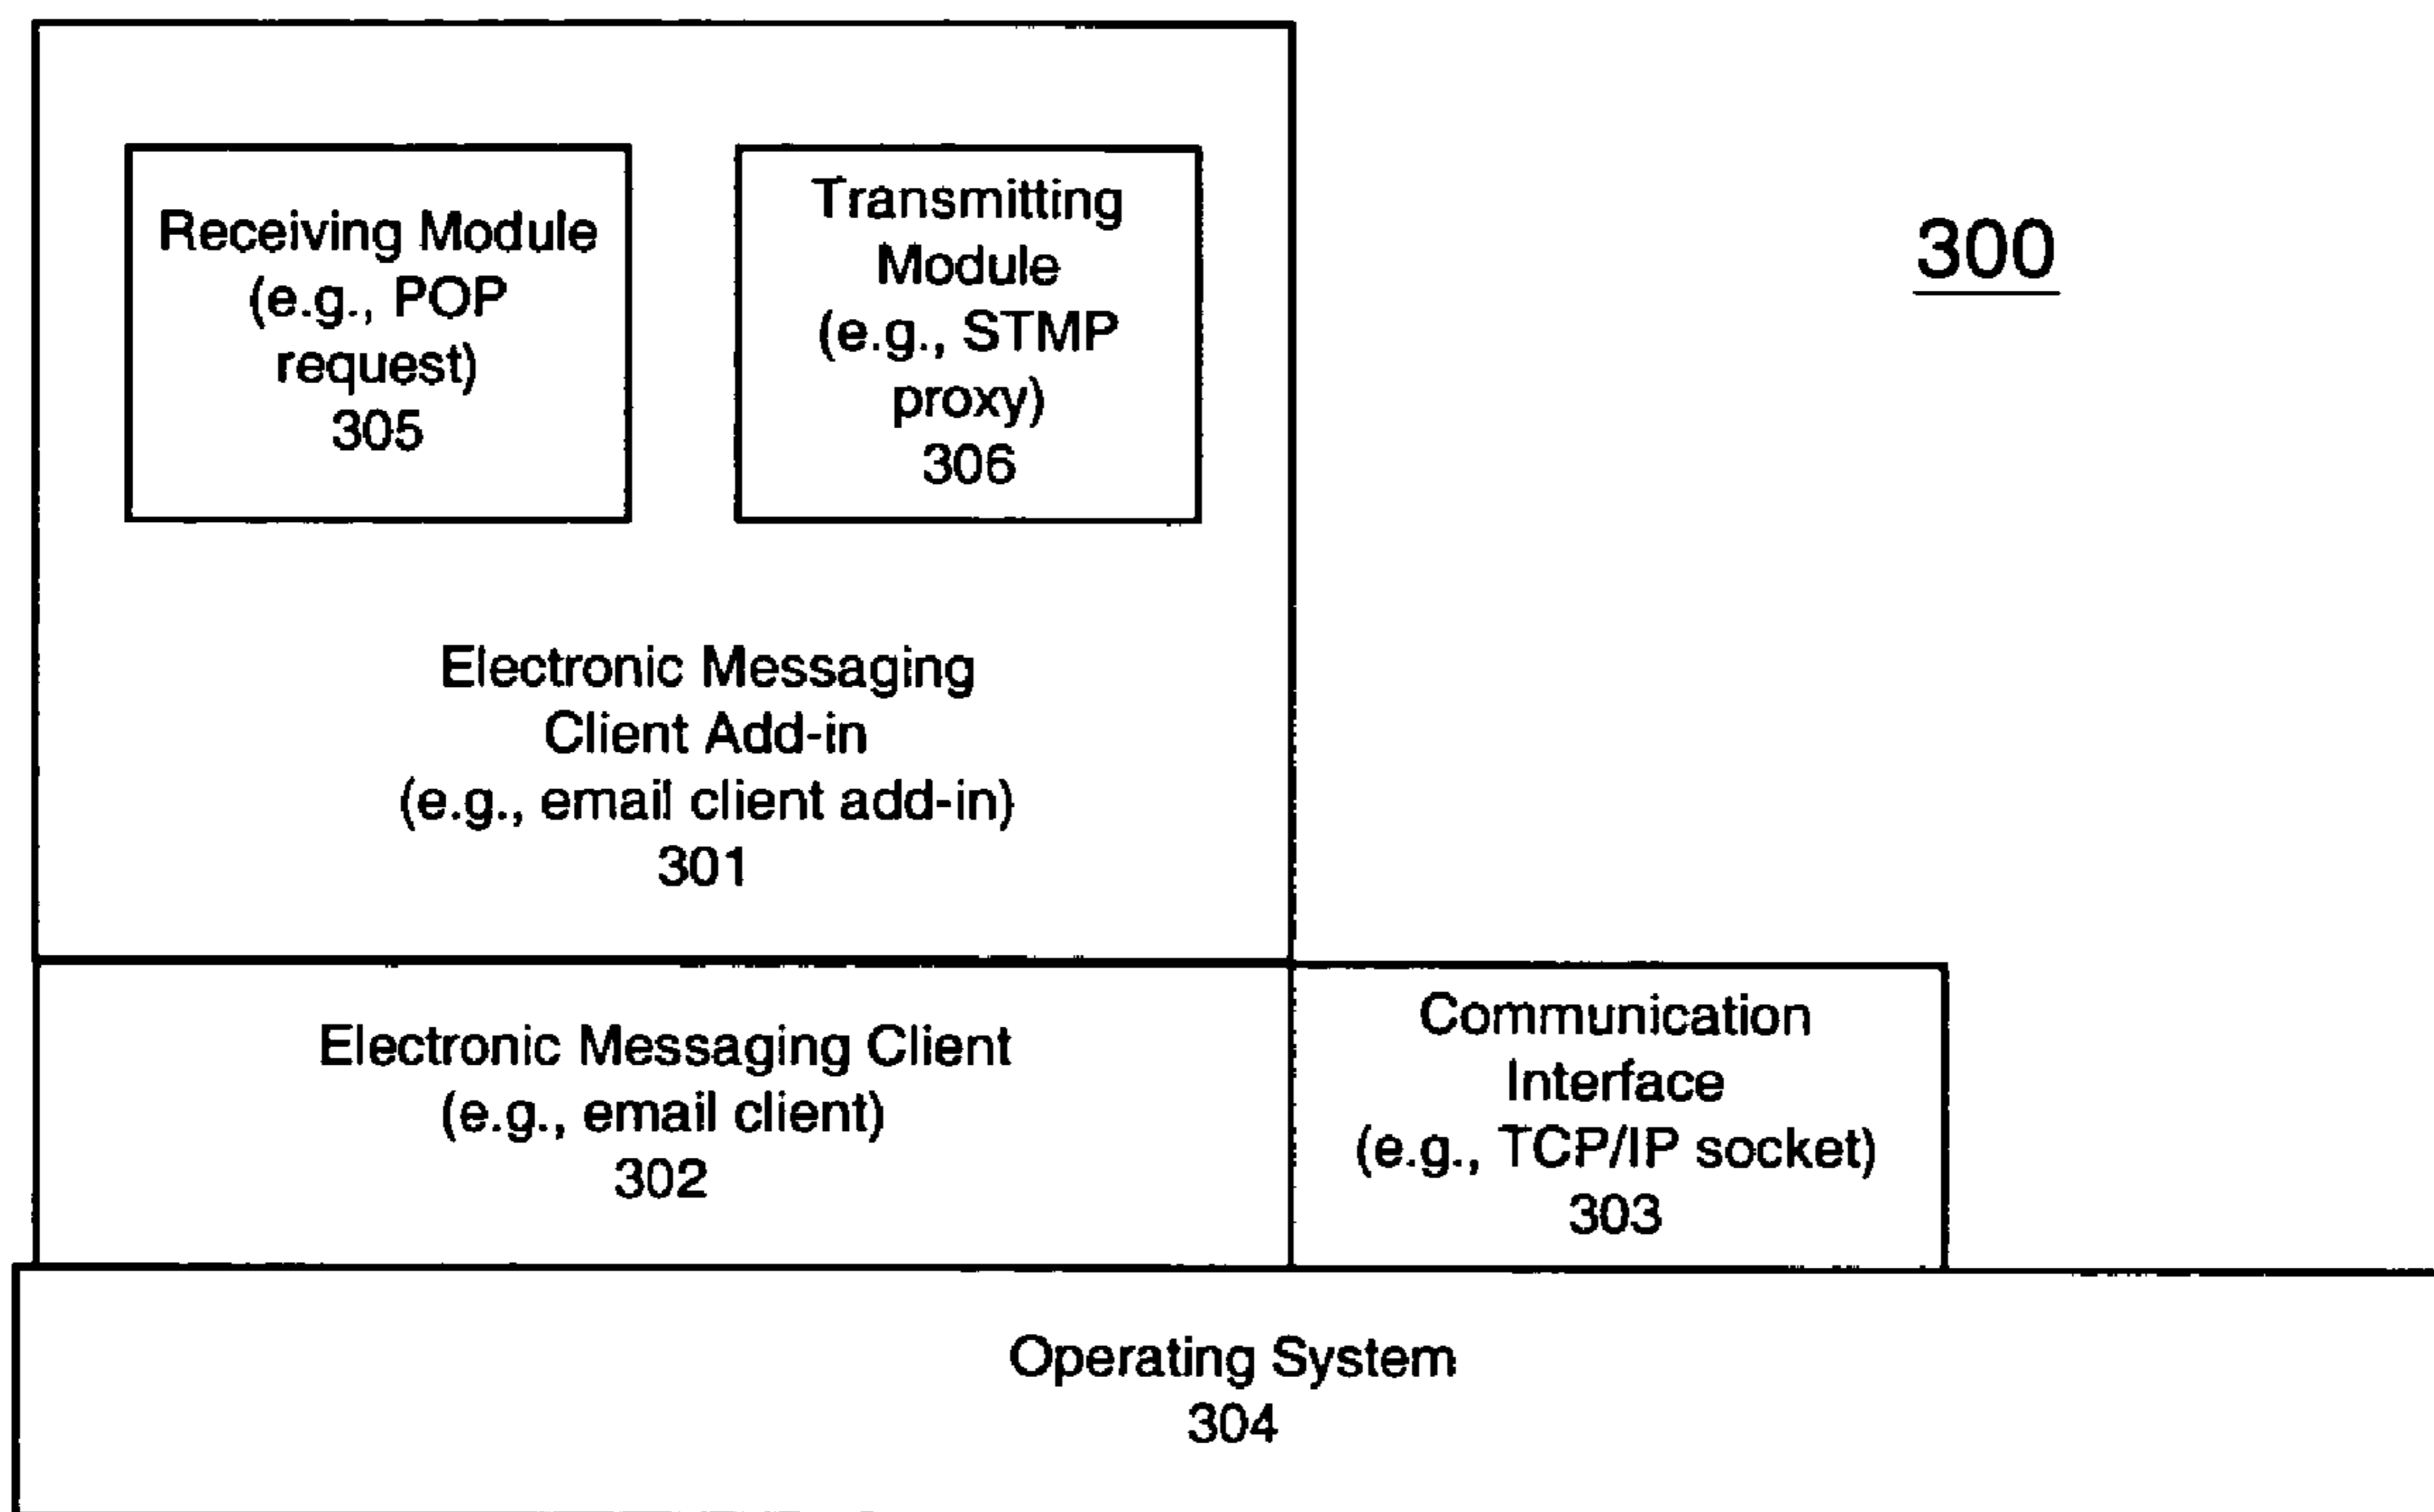 Receiving Module
(e.g., POP
request)
305
Transmitting
Module
(e.g., STMP
proxy)
306
300
Electronic Messaging
Client Add-in
(e.g., email client add-in)
301
Electronic Messaging Client
(e.g., email client)
302
Communication
Interface
(e.g., TCP/IP socket)
303
Operating System
304